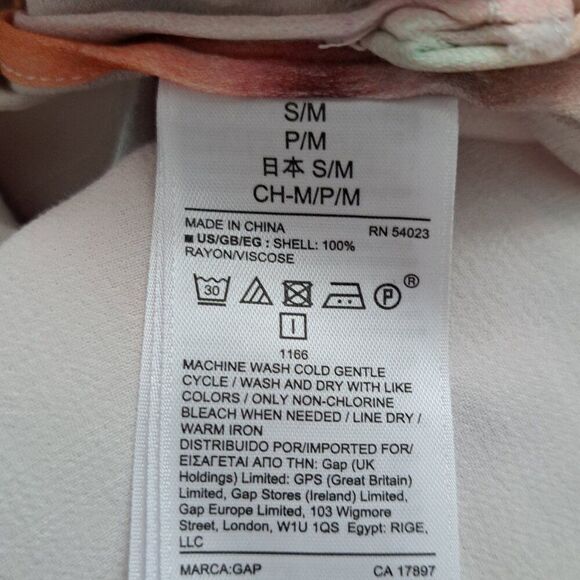 S/M
P/M
日本 S/M
CH-M/P/M
MADE IN CHINA RN 54023
US/GB/EG : SHELL: 100%
RAYON/VISCOSE
30 P ®
I
1166
MACHINE WASH COLD GENTLE
CYCLE / WASH AND DRY WITH LIKE
COLORS / ONLY NON-CHLORINE
BLEACH WHEN NEEDED / LINE DRY /
WARM IRON
DISTRIBUIDO POR/IMPORTED FOR/
ΕΙΣΑΓΕΤΑΙ ΑΠΟ ΤΗΝ: Gap (UK
Holdings) Limited: GPS (Great Britain)
Limited, Gap Stores (Ireland) Limited,
Gap Europe Limited, 103 Wigmore
Street, London, W1U 1QS Egypt: RIGE,
LLC
MARCA:GAP CA 17897